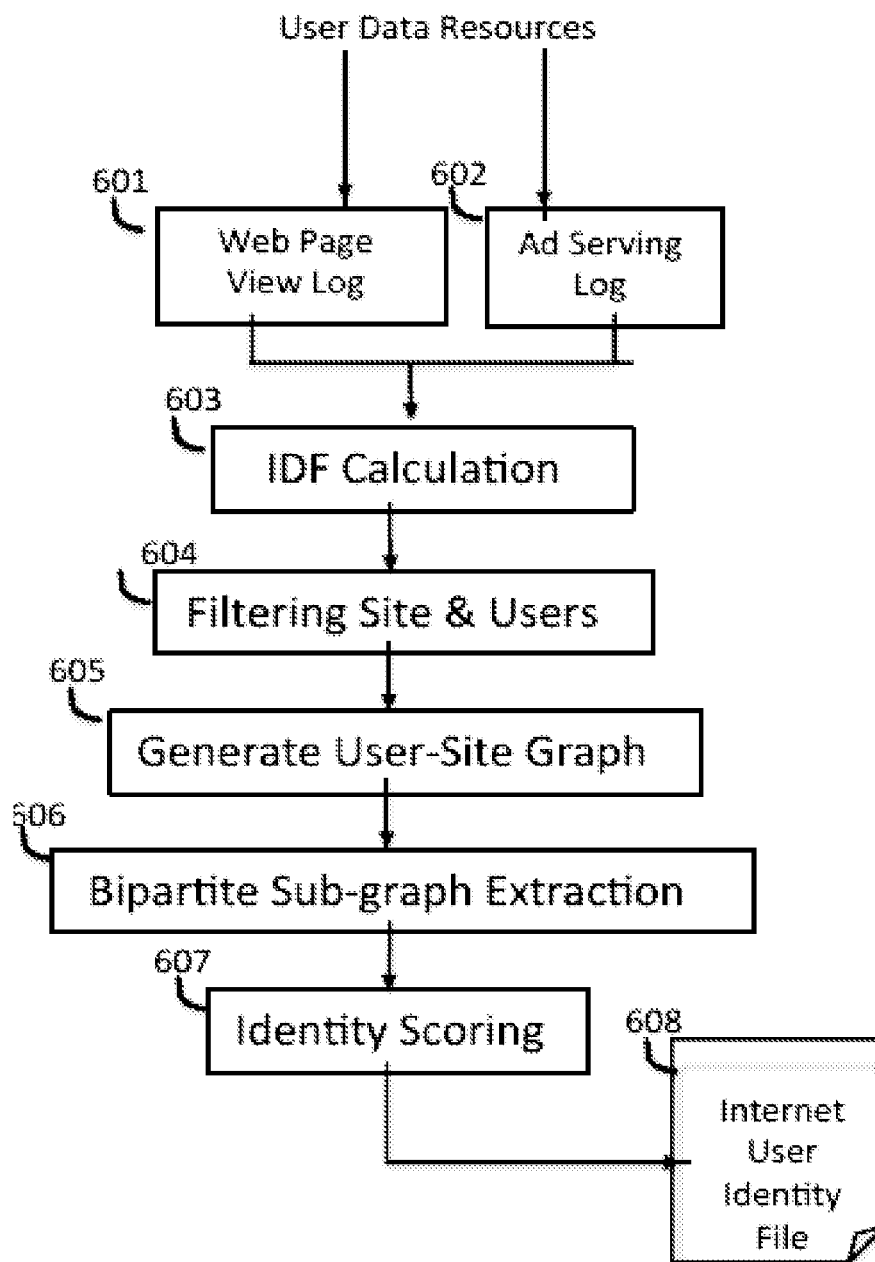 User Data Resources
601
602
Web Page
View Log
Ad Serving
Log
603
IDF Calculation
604
Filtering Site & Users
605
Generate User-Site Graph
606
Bipartite Sub-graph Extraction
607
Identity Scoring
608
Internet
User
Identity
File